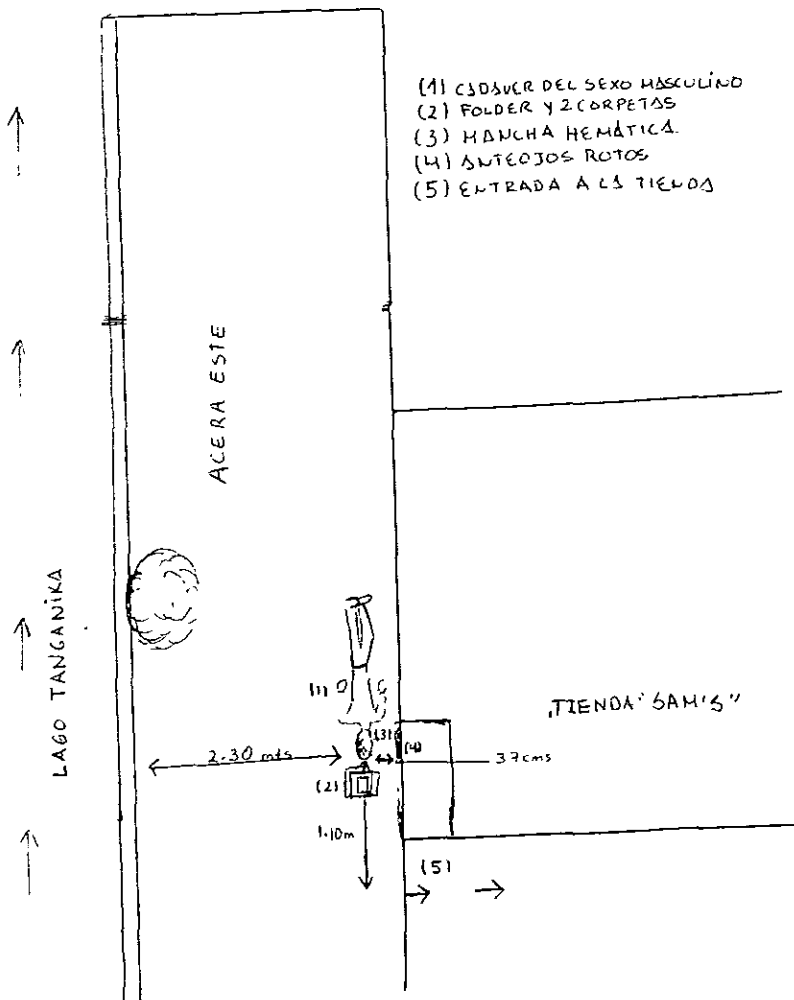 (1) CADAVER DEL SEXO MASCULINO
(2) FOLDER Y 2 CORPETAS
(3) MANCHA HEMÁTICA.
(4) ANTEOJOS ROTOS
(5) ENTRADA A LA TIENDA
ACERA ESTE
LAGO TANGANIKA
(1)
(3)
(4)
"TIENDA "SAM'S"
2.30 mts
37 cms
(2)
1.10m
(5)